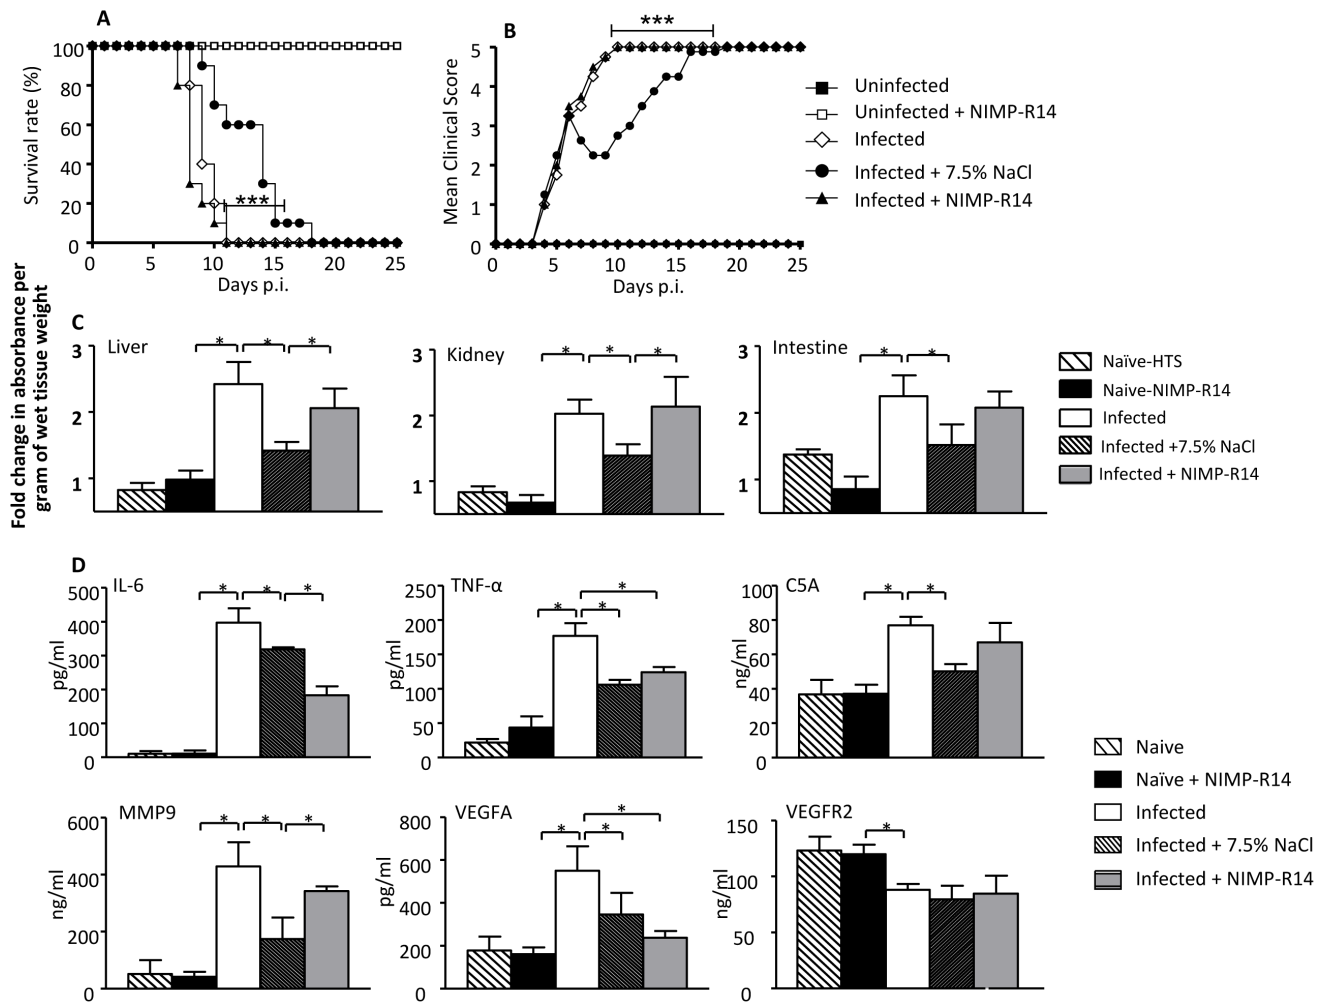 A
Survival rate (%)
100
80
60
40
20
0
***
0 5 10 15 20 25
Days p.i.
B
***
Mean Clinical Score
5
4
3
2
1
0
0 5 10 15 20 25
Days p.i.
Uninfected
Uninfected + NIMP-R14
Infected
Infected + 7.5% NaCl
Infected + NIMP-R14
Fold change in absorbance per
gram of wet tissue weight
C
Liver
3
2
1
* * *
Kidney
3
2
1
* * *
Intestine
3
2
1
* *
Naïve-HTS
Naive-NIMP-R14
Infected
Infected +7.5% NaCl
Infected + NIMP-R14
D
IL-6
pg/ml
500
400
300
200
100
0
* * *
TNF-α
pg/ml
250
200
150
100
50
0
* * *
C5A
ng/ml
100
80
60
40
20
0
* *
MMP9
ng/ml
600
400
200
0
* * *
VEGFA
pg/ml
800
600
400
200
0
* * *
VEGFR2
ng/ml
150
100
50
0
*
Naive
Naïve + NIMP-R14
Infected
Infected + 7.5% NaCl
Infected + NIMP-R14